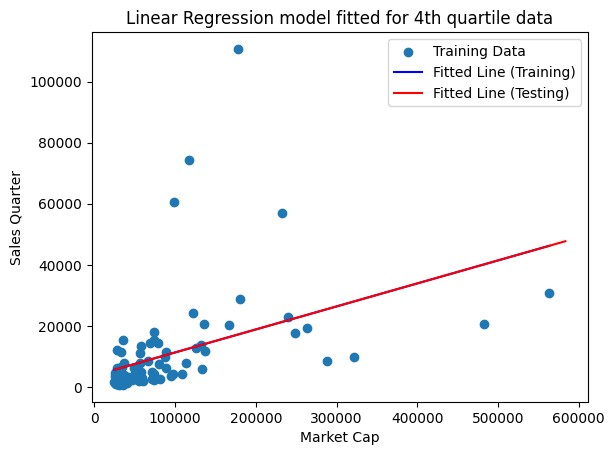 Linear Regression model fitted for 4th quartile data
Training Data
Fitted Line (Training)
Fitted Line (Testing)
Sales Quarter
100000
80000
60000
40000
20000
0
0 100000 200000 300000 400000 500000 600000
Market Cap